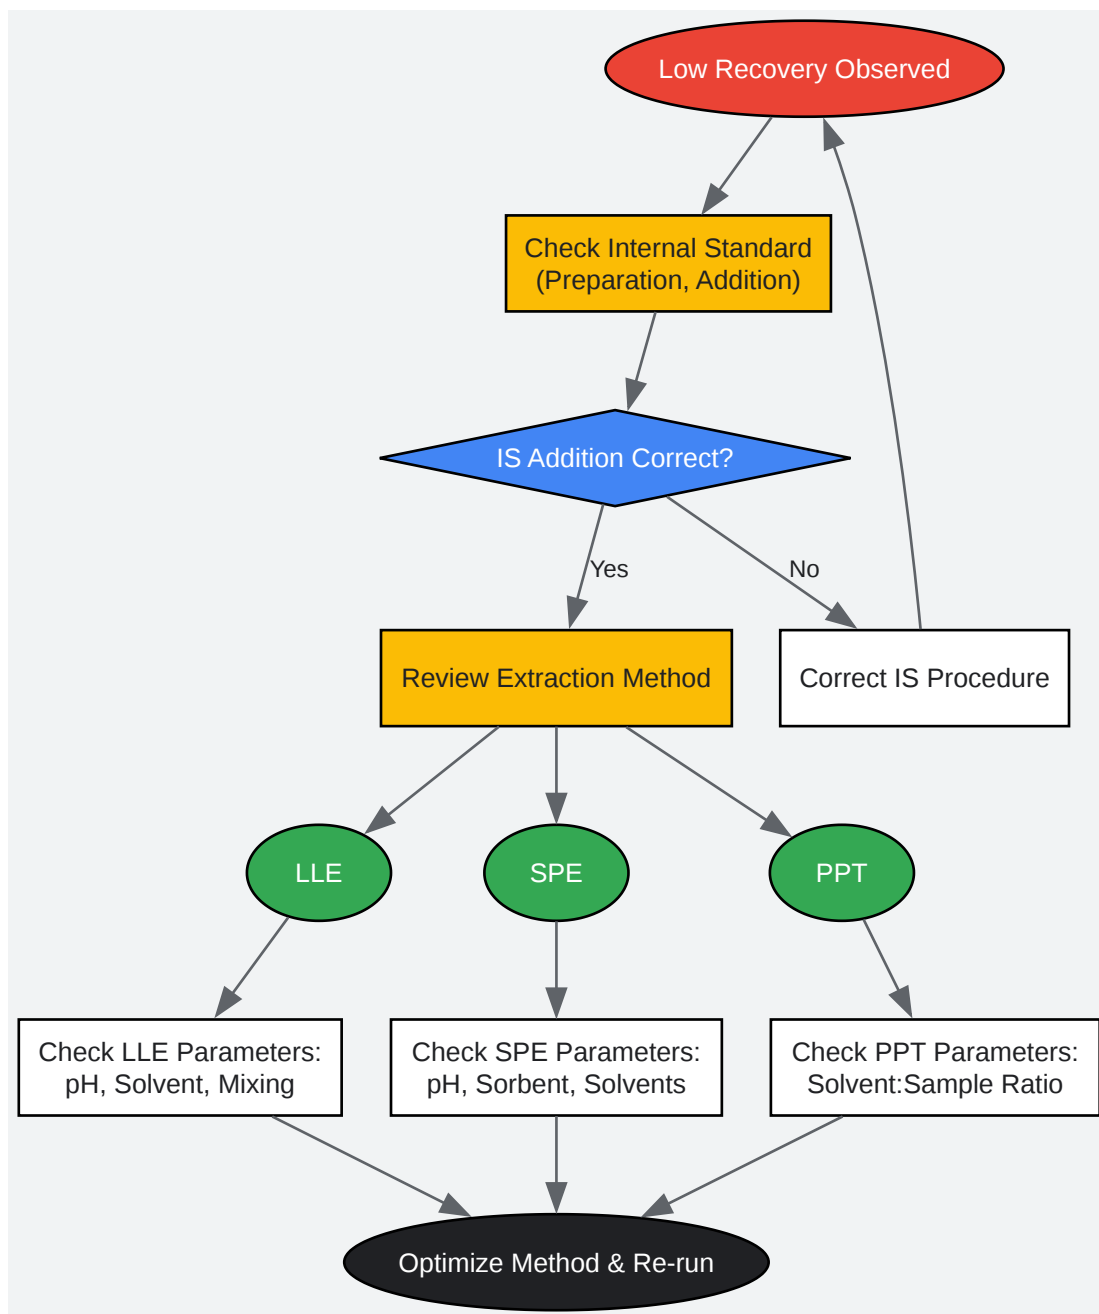 Low Recovery Observed
Check Internal Standard
(Preparation, Addition)
IS Addition Correct?
Yes
No
Review Extraction Method
Correct IS Procedure
LLE
SPE
PPT
Check LLE Parameters:
pH, Solvent, Mixing
Check SPE Parameters:
pH, Sorbent, Solvents
Check PPT Parameters:
Solvent:Sample Ratio
Optimize Method & Re-run